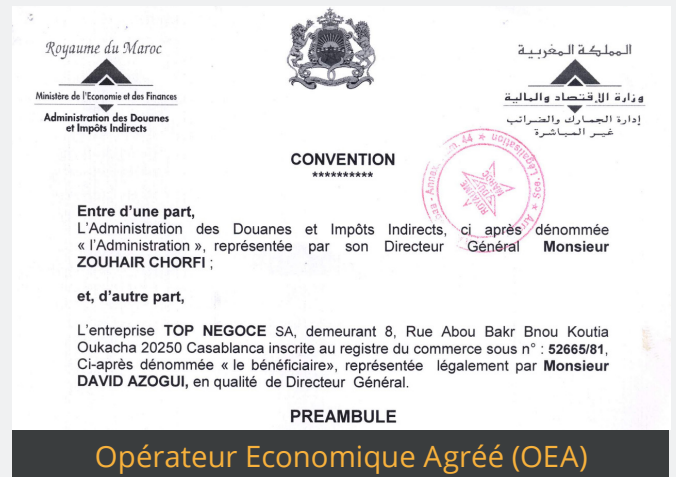 Royaume du Maroc
Ministère de l'Economie et des Finances
Administration des Douanes
et Impôts Indirects
المملكة المغربية
وزارة الإقتصاد والمالية
إدارة الجمارك والضرائب
غير المباشرة
CONVENTION
**********
Entre d'une part,
L'Administration des Douanes et Impôts Indirects, ci après dénommée
« l'Administration », représentée par son Directeur Général Monsieur
ZOUHAIR CHORFI ;
et, d'autre part,
L'entreprise TOP NEGOCE SA, demeurant 8, Rue Abou Bakr Bnou Koutia
Oukacha 20250 Casablanca inscrite au registre du commerce sous n° : 52665/81,
Ci-après dénommée « le bénéficiaire», représentée légalement par Monsieur
DAVID AZOGUI, en qualité de Directeur Général.
PREAMBULE
Opérateur Economique Agréé (OEA)